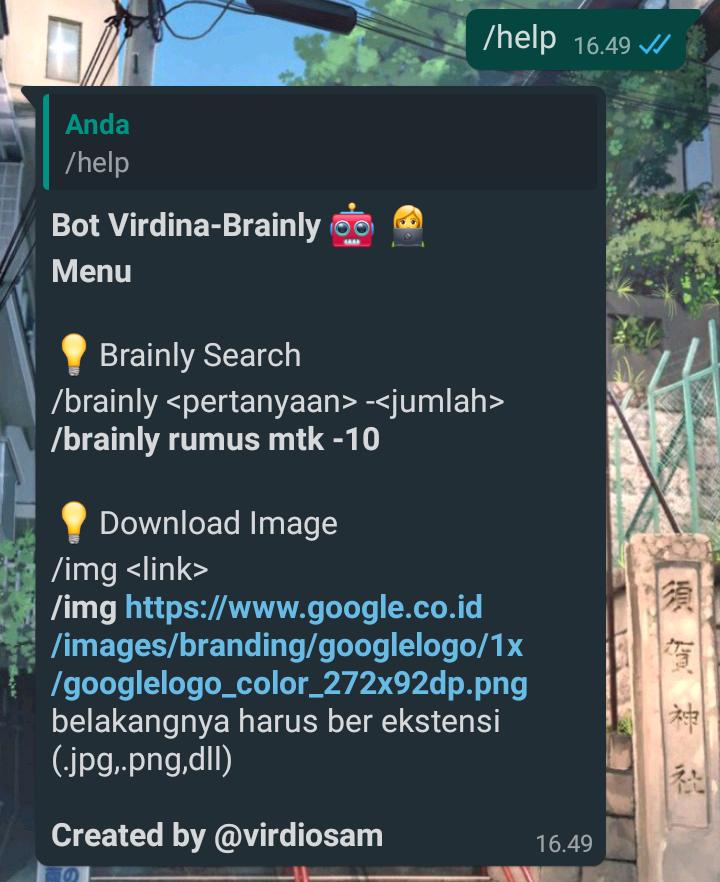 /help 16.49
Anda
/help
Bot Virdina-Brainly 🤖 👩‍💻
Menu
💡 Brainly Search
/brainly <pertanyaan> -<jumlah>
/brainly rumus mtk -10
💡 Download Image
/img <link>
/img https://www.google.co.id
/images/branding/googlelogo/1x
/googlelogo_color_272x92dp.png
belakangnya harus ber ekstensi
(.jpg,.png,dll)
Created by @virdiosam 16.49
須賀神社